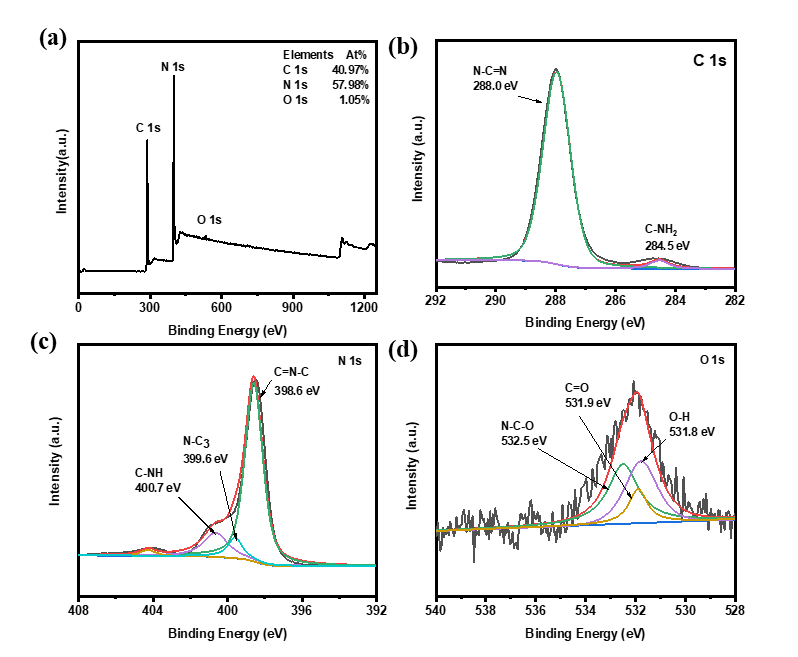 (a)
Elements At%
C 1s 40.97%
N 1s 57.98%
O 1s 1.05%
N 1s
C 1s
O 1s
Intensity(a.u.)
0 300 600 900 1200
Binding Energy (eV)
(b)
C 1s
N-C=N
288.0 eV
C-NH2
284.5 eV
Intensity (a.u.)
292 290 288 286 284 282
Binding Energy (eV)
(c)
N 1s
C=N-C
398.6 eV
N-C3
399.6 eV
C-NH
400.7 eV
Intensity (a.u.)
408 404 400 396 392
Binding Energy (eV)
(d)
O 1s
C=O
531.9 eV
O-H
531.8 eV
N-C-O
532.5 eV
Intensity (a.u.)
540 538 536 534 532 530 528
Binding Energy (eV)